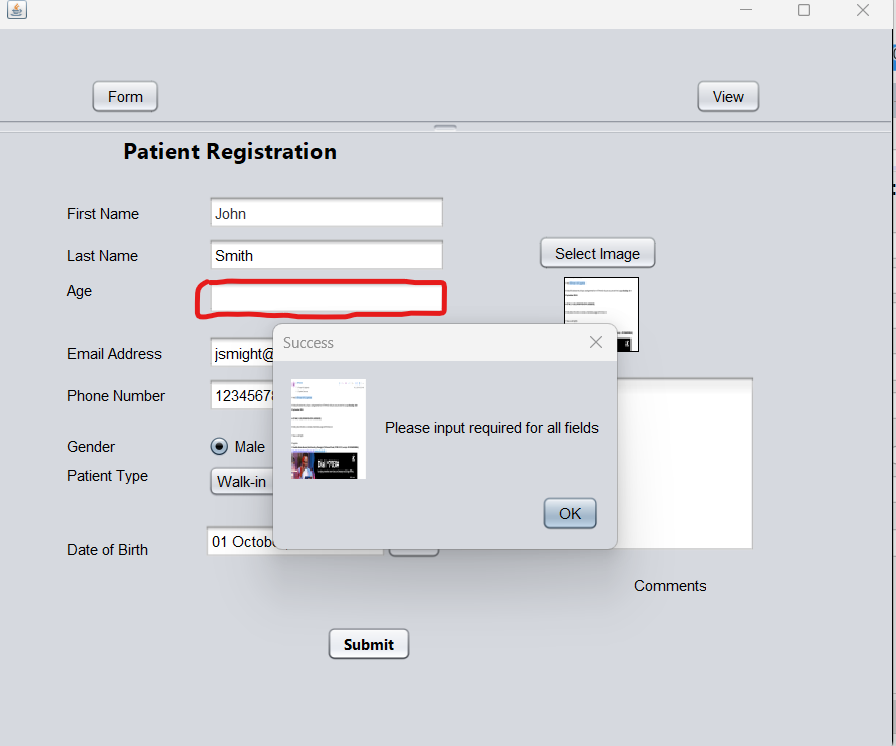 Form
View
Patient Registration
First Name
John
Last Name
Smith
Select Image
Age
Success
Email Address
jsmight@
Please input required for all fields
Phone Number
1234567
Gender
Male
Patient Type
Walk-in
OK
Date of Birth
01 Octob
Comments
Submit